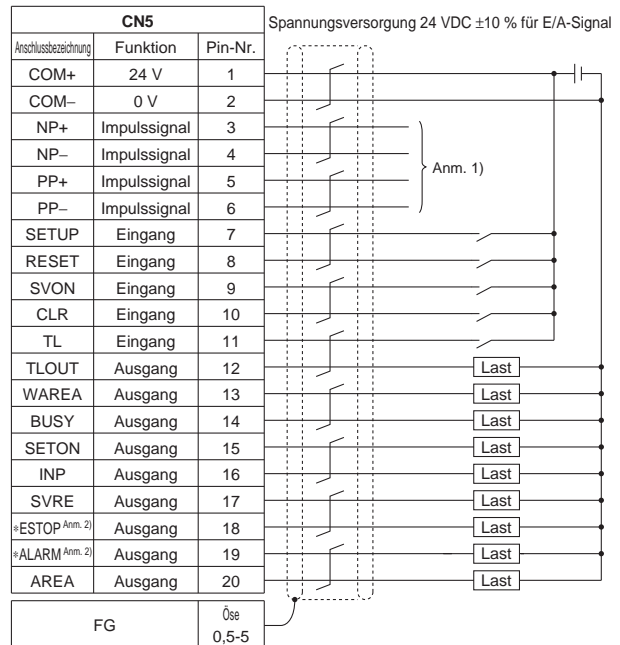 CN5
Spannungsversorgung 24 VDC ±10 % für E/A-Signal
Anschlussbezeichnung Funktion Pin-Nr.
COM+ 24 V 1
COM– 0 V 2
NP+ Impulssignal 3
NP– Impulssignal 4
Anm. 1)
PP+ Impulssignal 5
PP– Impulssignal 6
SETUP Eingang 7
RESET Eingang 8
SVON Eingang 9
CLR Eingang 10
TL Eingang 11
TLOUT Ausgang 12 Last
WAREA Ausgang 13 Last
BUSY Ausgang 14 Last
SETON Ausgang 15 Last
INP Ausgang 16 Last
SVRE Ausgang 17 Last
∗ESTOP Anm. 2) Ausgang 18 Last
∗ALARM Anm. 2) Ausgang 19 Last
AREA Ausgang 20 Last
FG Öse
0,5-5